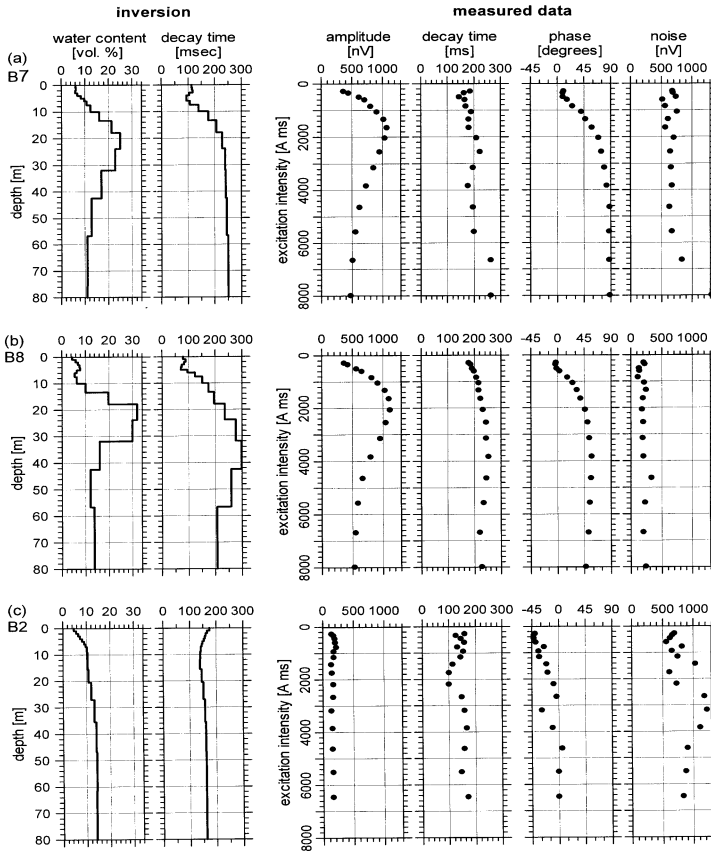 inversion measured data
water content decay time amplitude decay time phase noise
[vol. %] [msec] [nV] [ms] [degrees] [nV]
(a)
B7
0 10 20 30 0 100 200 300 0 500 1000 0 100 200 300 -45 0 45 90 0 500 1000
depth [m]
0
10
20
30
40
50
60
70
80
excitation intensity [A ms]
0
2000
4000
6000
8000
(b)
B8
0 10 20 30 0 100 200 300 0 500 1000 0 100 200 300 -45 0 45 90 0 500 1000
depth [m]
0
10
20
30
40
50
60
70
80
excitation intensity [A ms]
0
2000
4000
6000
8000
(c)
B2
0 10 20 30 0 100 200 300 0 500 1000 0 100 200 300 -45 0 45 90 0 500 1000
depth [m]
0
10
20
30
40
50
60
70
80
excitation intensity [A ms]
0
2000
4000
6000
8000